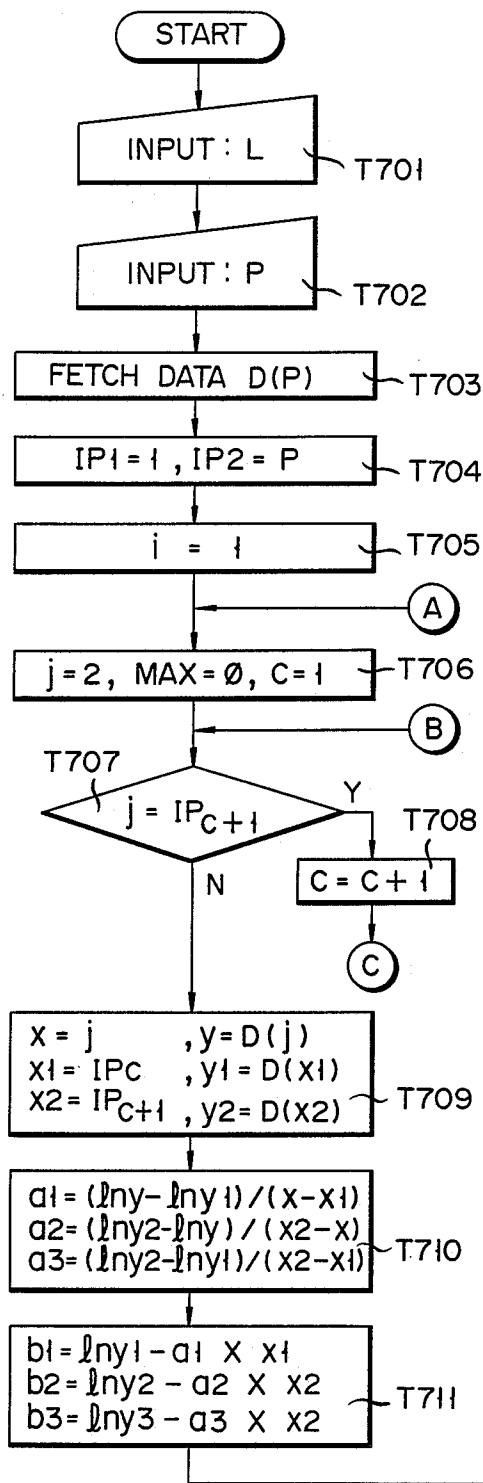 START
INPUT : L
T701
INPUT : P
T702
FETCH DATA D(P)
T703
IP1=1 , IP2=P
T704
i = 1
T705
A
j=2, MAX=Ø, C=1
T706
B
T707
j = IPC+1
Y
T708
C=C+1
N
C
x = j , y=D(j)
x1 = IPc , y1=D(x1)
x2=IPC+1 , y2=D(x2)
T709
a1=(lny-lny1)/(x-x1)
a2=(lny2-lny)/(x2-x)
a3=(lny2-lny1)/(x2-x1)
T710
b1=lny1-a1 X x1
b2=lny2-a2 X x2
b3=lny3-a3 X x2
T711